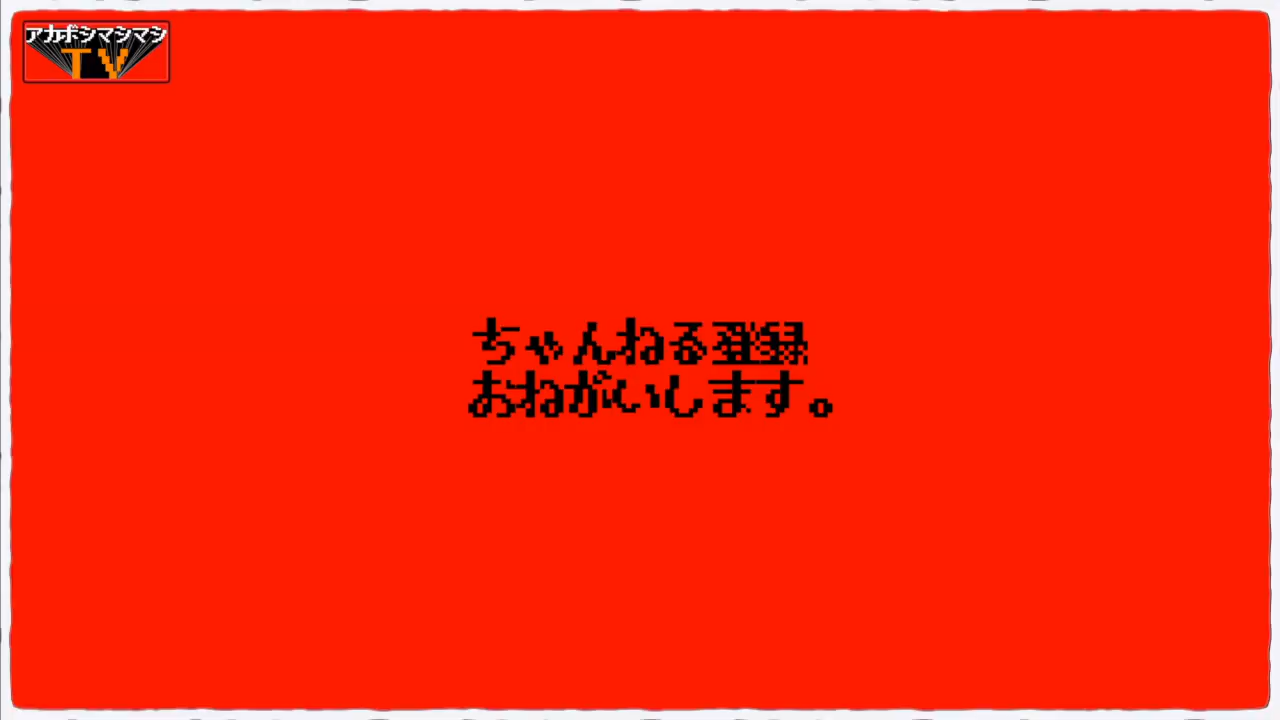 アカボシマシマシ
TV
ちゃんねる登録
おねがいします。